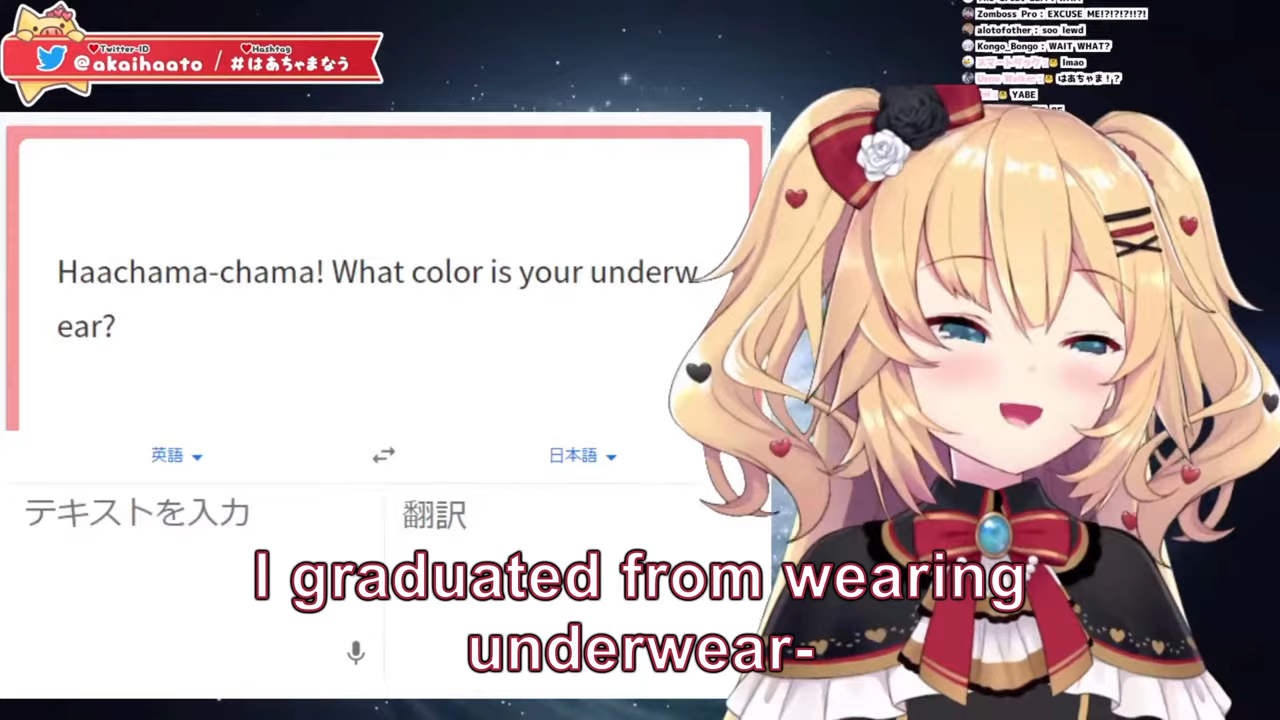 Twitter-ID
Hashtag
@akaihaato / #はあちゃまなう
Zomboss Pro : EXCUSE ME!?!?!?!!?!
alotofother : soo lewd
Kongo_Bongo : WAIT WHAT?
lmao
はあちゃま！？
YABE
Haachama-chama! What color is your underw
ear?
英語
日本語
テキストを入力
翻訳
I graduated from wearing
underwear-